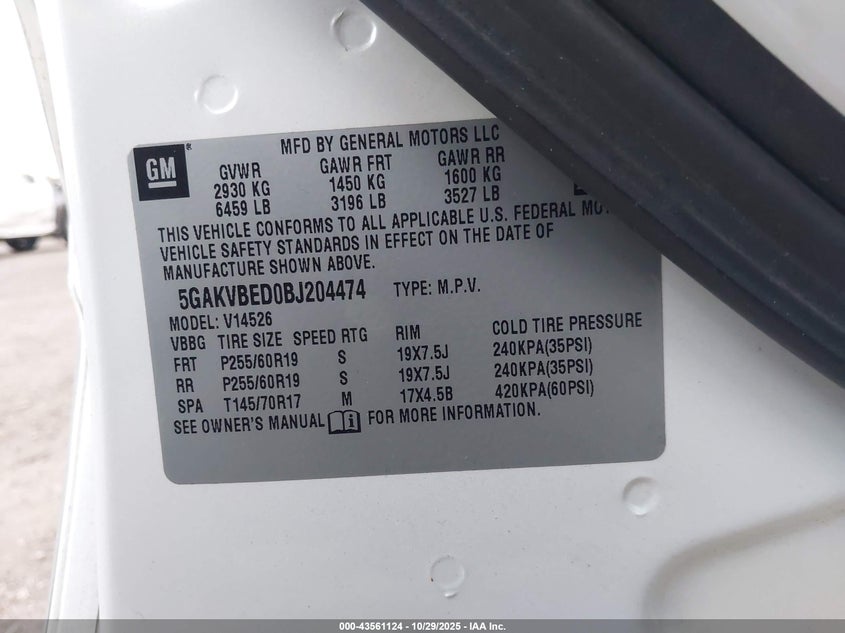 MFD BY GENERAL MOTORS LLC
GM®
GVWR GAWR FRT GAWR RR
2930 KG 1450 KG 1600 KG
6459 LB 3196 LB 3527 LB
THIS VEHICLE CONFORMS TO ALL APPLICABLE U.S. FEDERAL
VEHICLE SAFETY STANDARDS IN EFFECT ON THE DATE OF
MANUFACTURE SHOWN ABOVE.
5GAKVBED0BJ204474 TYPE: M.P.V.
MODEL: V14526
VBBG TIRE SIZE SPEED RTG RIM COLD TIRE PRESSURE
FRT P255/60R19 S 19X7.5J 240KPA(35PSI)
RR P255/60R19 S 19X7.5J 240KPA(35PSI)
SPA T145/70R17 M 17X4.5B 420KPA(60PSI)
SEE OWNER'S MANUAL FOR MORE INFORMATION.
000-43561124 | 10/29/2025 - IAA Inc.